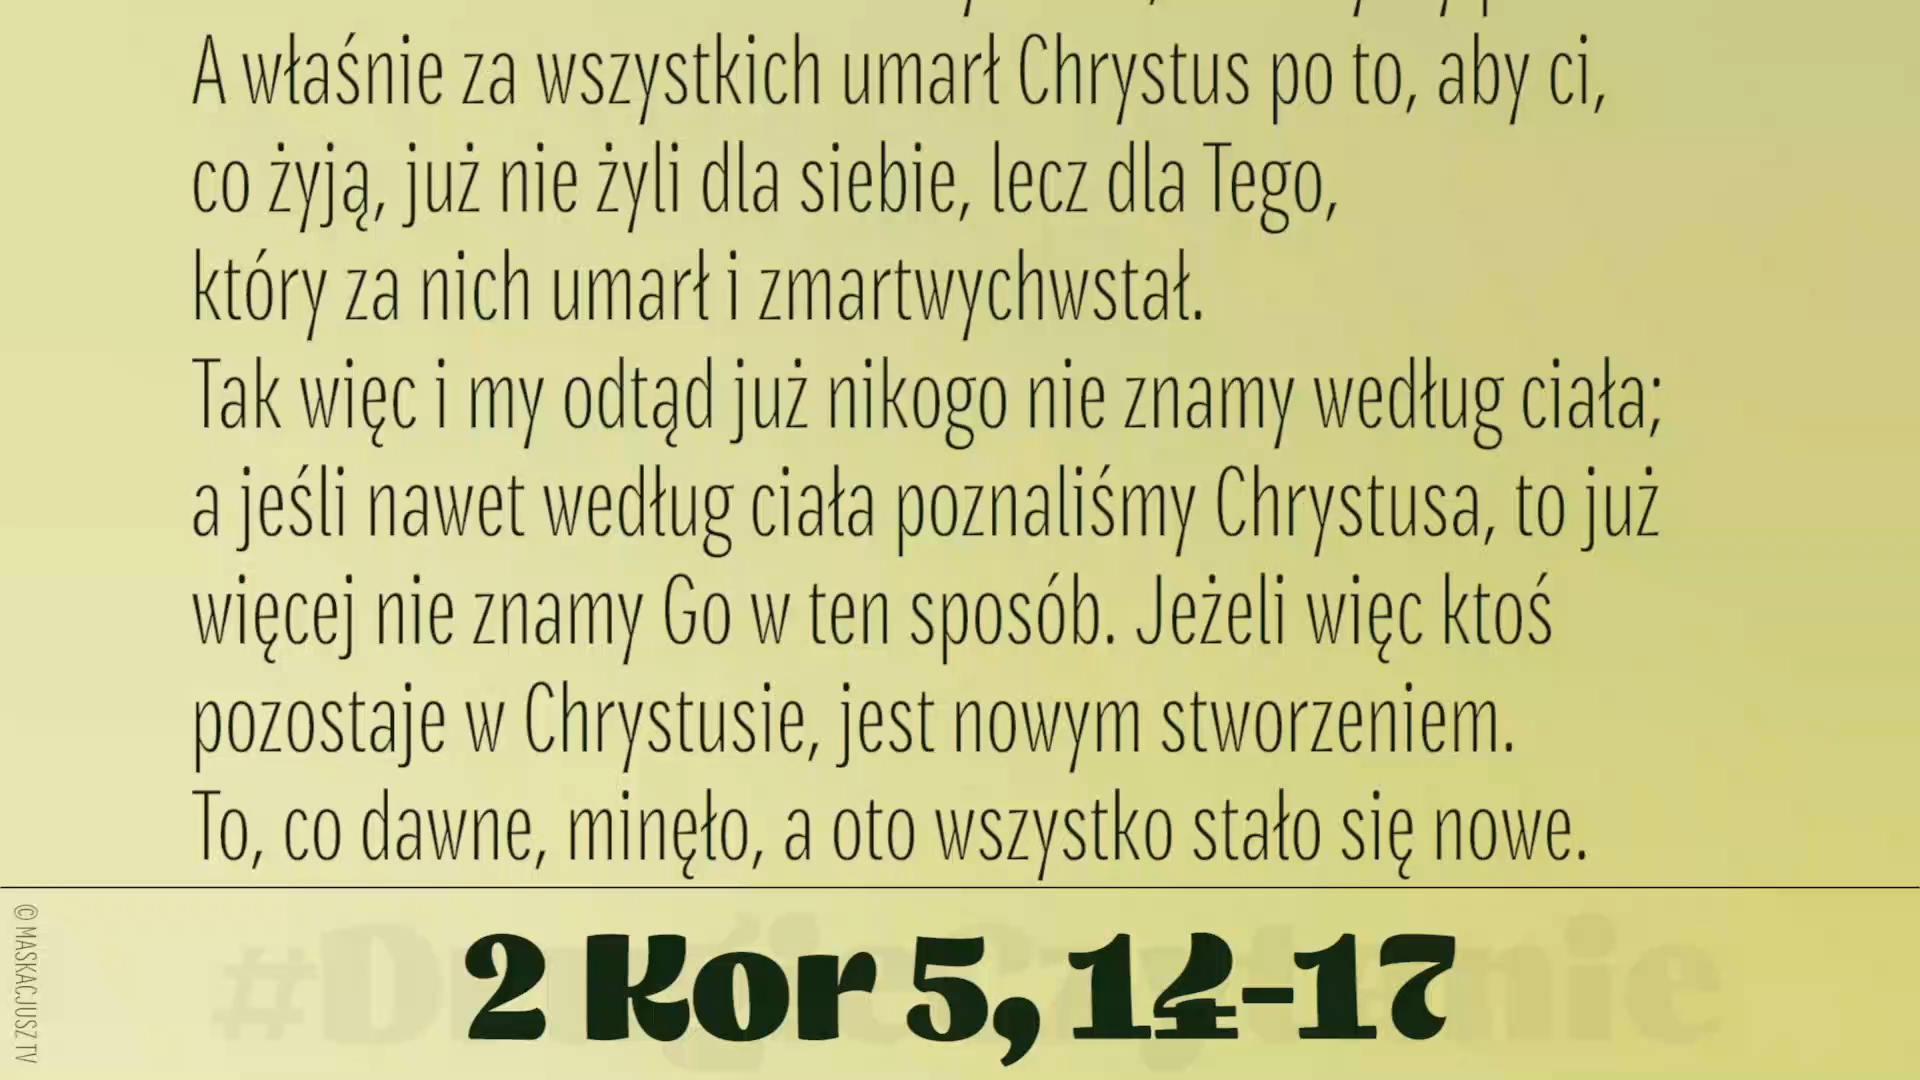 A właśnie za wszystkich umarł Chrystus po to, aby ci,
co żyją, już nie żyli dla siebie, lecz dla Tego,
który za nich umarł i zmartwychwstał.
Tak więc i my odtąd już nikogo nie znamy według ciała;
a jeśli nawet według ciała poznaliśmy Chrystusa, to już
więcej nie znamy Go w ten sposób. Jeżeli więc ktoś
pozostaje w Chrystusie, jest nowym stworzeniem.
To, co dawne, minęło, a oto wszystko stało się nowe.
#DrugieCzytanie
2 Kor 5, 14-17
© MASKACJUSZ TV